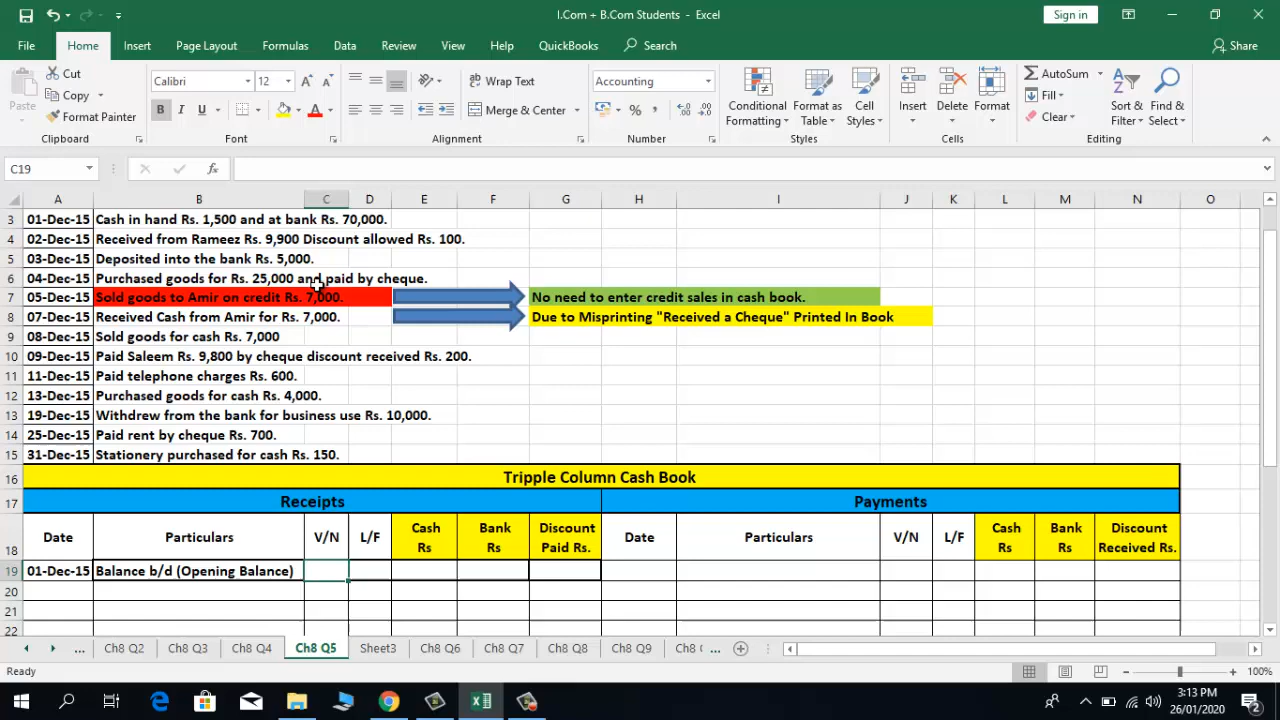 I.Com + B.Com Students - Excel
Sign in
File Home Insert Page Layout Formulas Data Review View Help QuickBooks Search Share
Paste Cut Copy Format Painter Clipboard
Calibri 12 A A B I U A Font
Wrap Text Merge & Center Alignment
Accounting % , Number
Conditional Formatting Format as Table Cell Styles Styles
Insert Delete Format Cells
AutoSum Fill Clear Sort & Filter Find & Select Editing
C19 fx
A B C D E F G H I J K L M N O
3 01-Dec-15 Cash in hand Rs. 1,500 and at bank Rs. 70,000.
4 02-Dec-15 Received from Rameez Rs. 9,900 Discount allowed Rs. 100.
5 03-Dec-15 Deposited into the bank Rs. 5,000.
6 04-Dec-15 Purchased goods for Rs. 25,000 and paid by cheque.
7 05-Dec-15 Sold goods to Amir on credit Rs. 7,000. No need to enter credit sales in cash book.
8 07-Dec-15 Received Cash from Amir for Rs. 7,000. Due to Misprinting "Received a Cheque" Printed In Book
9 08-Dec-15 Sold goods for cash Rs. 7,000
10 09-Dec-15 Paid Saleem Rs. 9,800 by cheque discount received Rs. 200.
11 11-Dec-15 Paid telephone charges Rs. 600.
12 13-Dec-15 Purchased goods for cash Rs. 4,000.
13 19-Dec-15 Withdrew from the bank for business use Rs. 10,000.
14 25-Dec-15 Paid rent by cheque Rs. 700.
15 31-Dec-15 Stationery purchased for cash Rs. 150.
16 Tripple Column Cash Book
17 Receipts Payments
18 Date Particulars V/N L/F Cash Rs Bank Rs Discount Paid Rs. Date Particulars V/N L/F Cash Rs Bank Rs Discount Received Rs.
19 01-Dec-15 Balance b/d (Opening Balance)
20
21
22
... Ch8 Q2 Ch8 Q3 Ch8 Q4 Ch8 Q5 Sheet3 Ch8 Q6 Ch8 Q7 Ch8 Q8 Ch8 Q9 Ch8 ...
Ready 100%
3:13 PM
26/01/2020
2